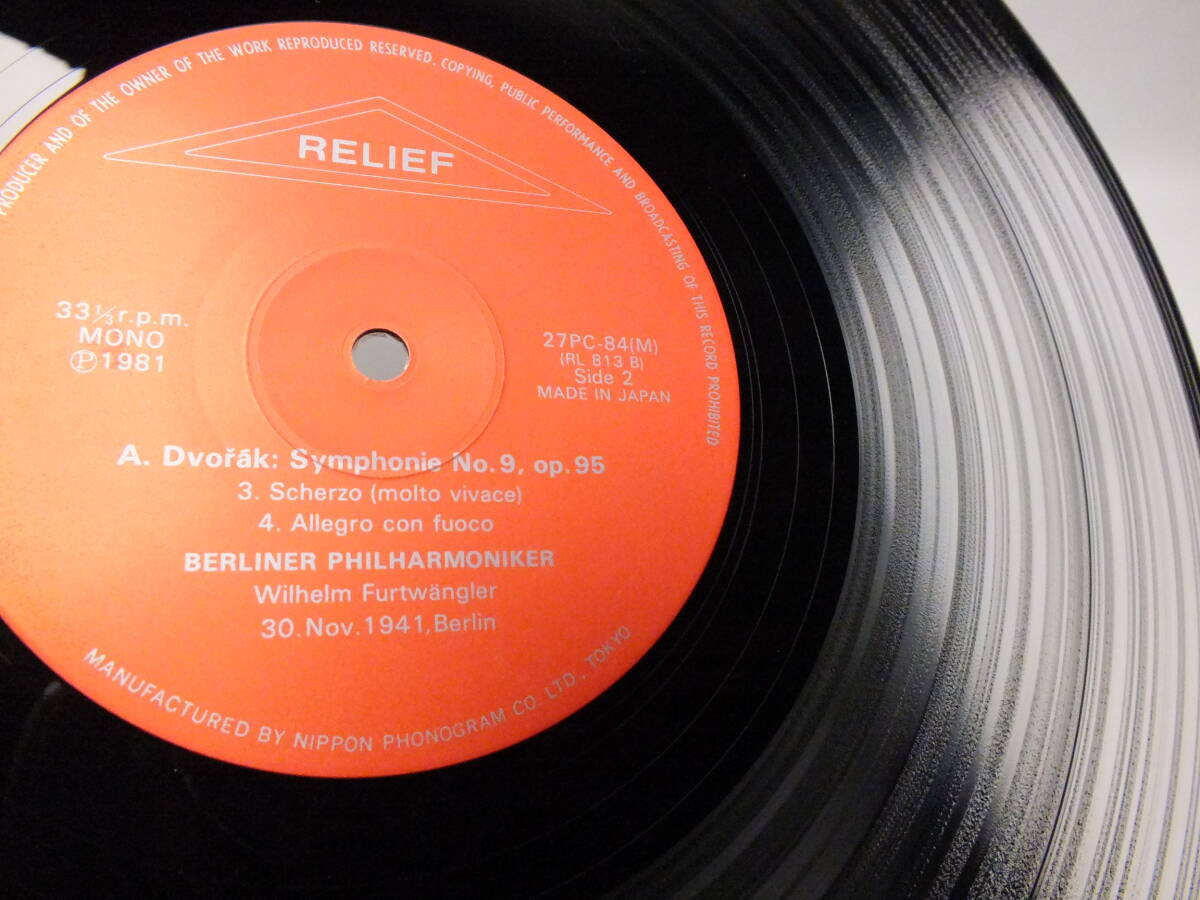 PRODUCER AND OF THE OWNER OF THE WORK REPRODUCED RESERVED. COPYING, PUBLIC PERFORMANCE AND BROADCASTING OF THIS RECORD PROHIBITED
RELIEF
33⅓r.p.m.
MONO
Ⓟ1981
27PC-84(M)
(RL 813 B)
Side 2
MADE IN JAPAN
A. Dvořák: Symphonie No.9, op.95
3. Scherzo (molto vivace)
4. Allegro con fuoco
BERLINER PHILHARMONIKER
Wilhelm Furtwängler
30.Nov.1941,Berlin
MANUFACTURED BY NIPPON PHONOGRAM CO. LTD., TOKYO